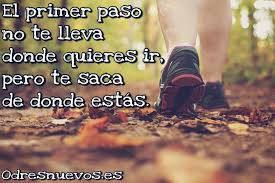 El primer paso
no te lleva
donde quieres ir,
pero te saca
de donde estás.
Odresnuevos.es